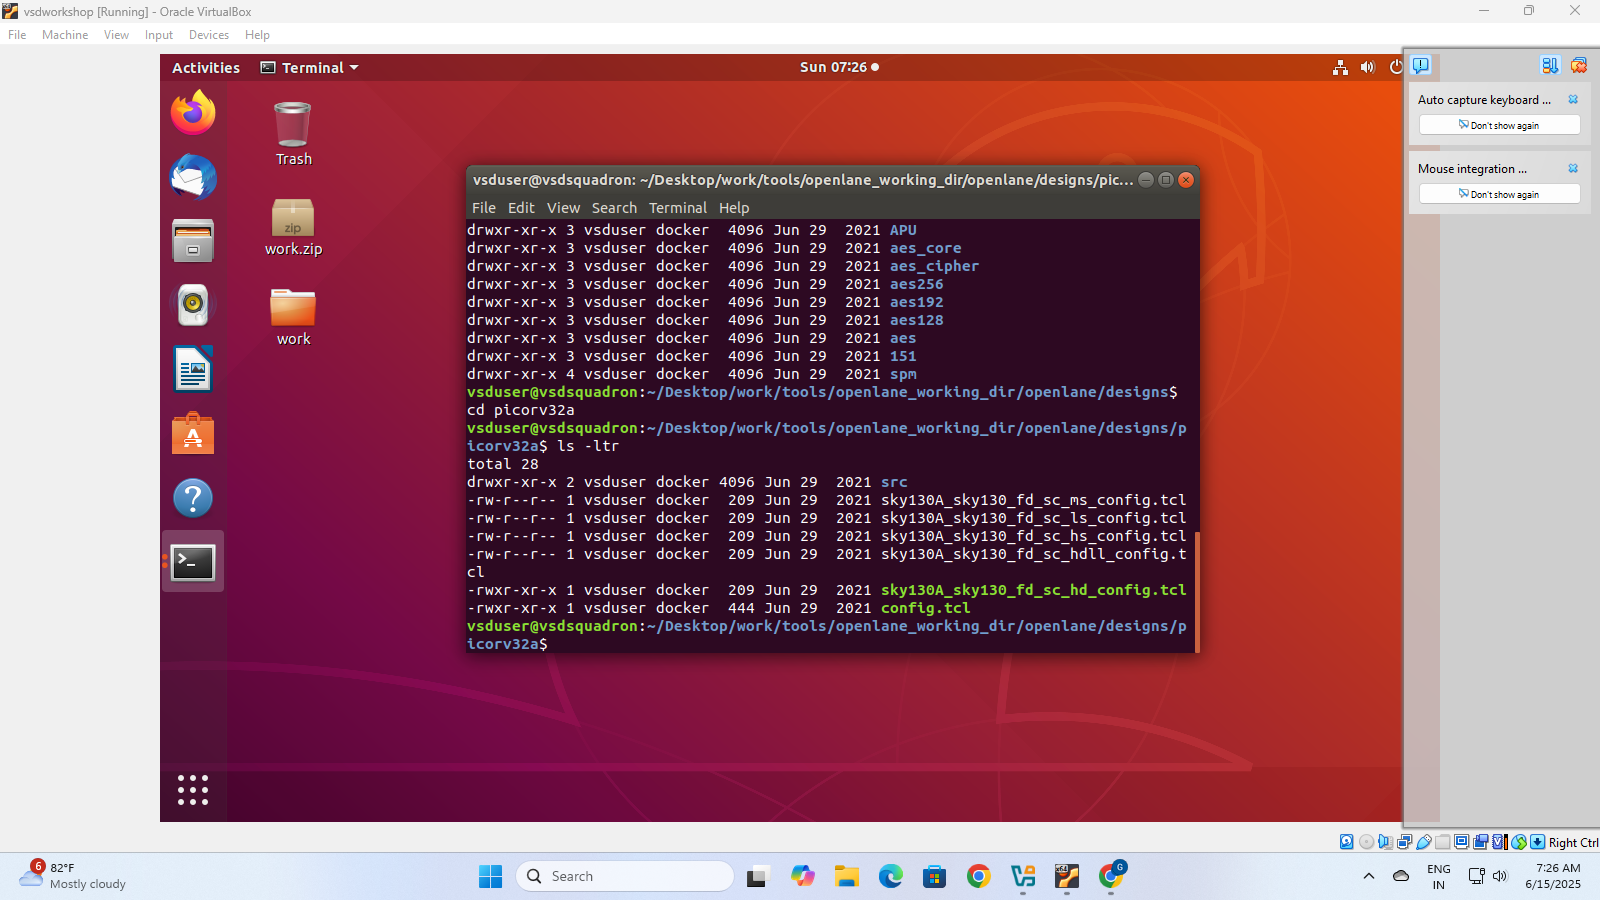 vsdworkshop [Running] - Oracle VirtualBox
File Machine View Input Devices Help
Activities Terminal Sun 07:26
Trash
work.zip
work
vsduser@vsdsquadron: ~/Desktop/work/tools/openlane_working_dir/openlane/designs/pic...
File Edit View Search Terminal Help
drwxr-xr-x 3 vsduser docker  4096 Jun 29  2021 APU
drwxr-xr-x 3 vsduser docker  4096 Jun 29  2021 aes_core
drwxr-xr-x 3 vsduser docker  4096 Jun 29  2021 aes_cipher
drwxr-xr-x 3 vsduser docker  4096 Jun 29  2021 aes256
drwxr-xr-x 3 vsduser docker  4096 Jun 29  2021 aes192
drwxr-xr-x 3 vsduser docker  4096 Jun 29  2021 aes128
drwxr-xr-x 3 vsduser docker  4096 Jun 29  2021 aes
drwxr-xr-x 3 vsduser docker  4096 Jun 29  2021 151
drwxr-xr-x 4 vsduser docker  4096 Jun 29  2021 spm
vsduser@vsdsquadron:~/Desktop/work/tools/openlane_working_dir/openlane/designs$
cd picorv32a
vsduser@vsdsquadron:~/Desktop/work/tools/openlane_working_dir/openlane/designs/p
icorv32a$ ls -ltr
total 28
drwxr-xr-x 2 vsduser docker 4096 Jun 29  2021 src
-rw-r--r-- 1 vsduser docker  209 Jun 29  2021 sky130A_sky130_fd_sc_ms_config.tcl
-rw-r--r-- 1 vsduser docker  209 Jun 29  2021 sky130A_sky130_fd_sc_ls_config.tcl
-rw-r--r-- 1 vsduser docker  209 Jun 29  2021 sky130A_sky130_fd_sc_hs_config.tcl
-rw-r--r-- 1 vsduser docker  209 Jun 29  2021 sky130A_sky130_fd_sc_hdll_config.t
cl
-rwxr-xr-x 1 vsduser docker  209 Jun 29  2021 sky130A_sky130_fd_sc_hd_config.tcl
-rwxr-xr-x 1 vsduser docker  444 Jun 29  2021 config.tcl
vsduser@vsdsquadron:~/Desktop/work/tools/openlane_working_dir/openlane/designs/p
icorv32a$
Auto capture keyboard ...
Don't show again
Mouse integration ...
Don't show again
Right Ctrl
6
82°F
Mostly cloudy
Search
G
ENG
IN
7:26 AM
6/15/2025